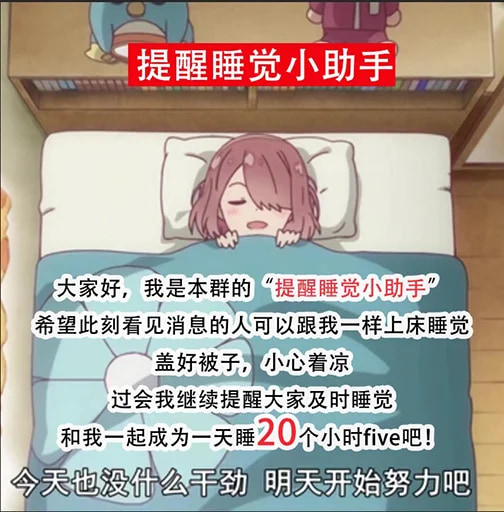 提醒睡觉小助手
大家好，我是本群的“提醒睡觉小助手”
希望此刻看见消息的人可以跟我一样上床睡觉
盖好被子，小心着凉
过会我继续提醒大家及时睡觉
和我一起成为一天睡20个小时five吧！
今天也没什么干劲 明天开始努力吧